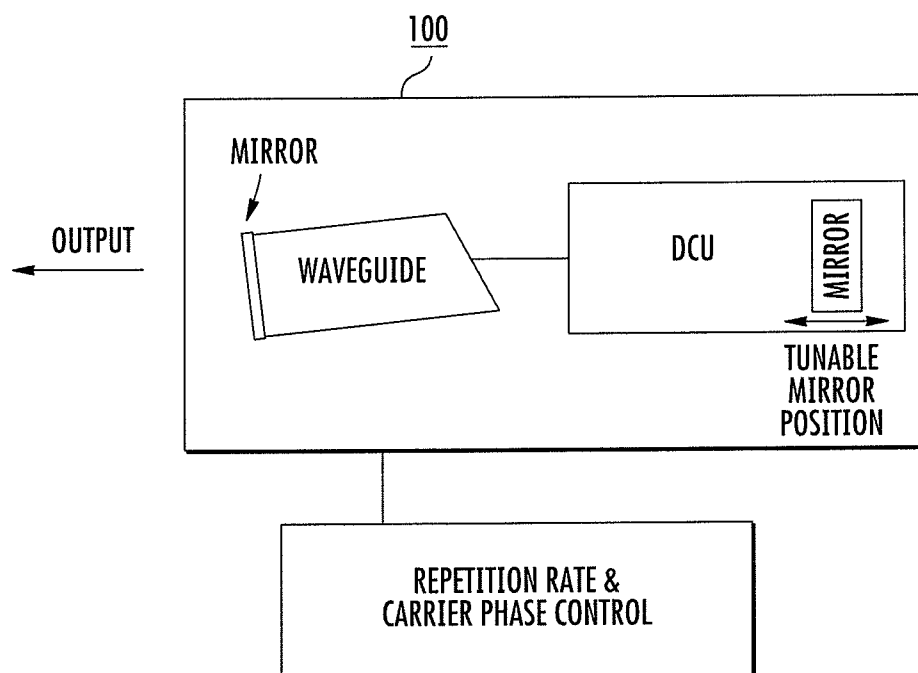 100
MIRROR
OUTPUT
WAVEGUIDE
DCU
MIRROR
TUNABLE
MIRROR
POSITION
REPETITION RATE &
CARRIER PHASE CONTROL